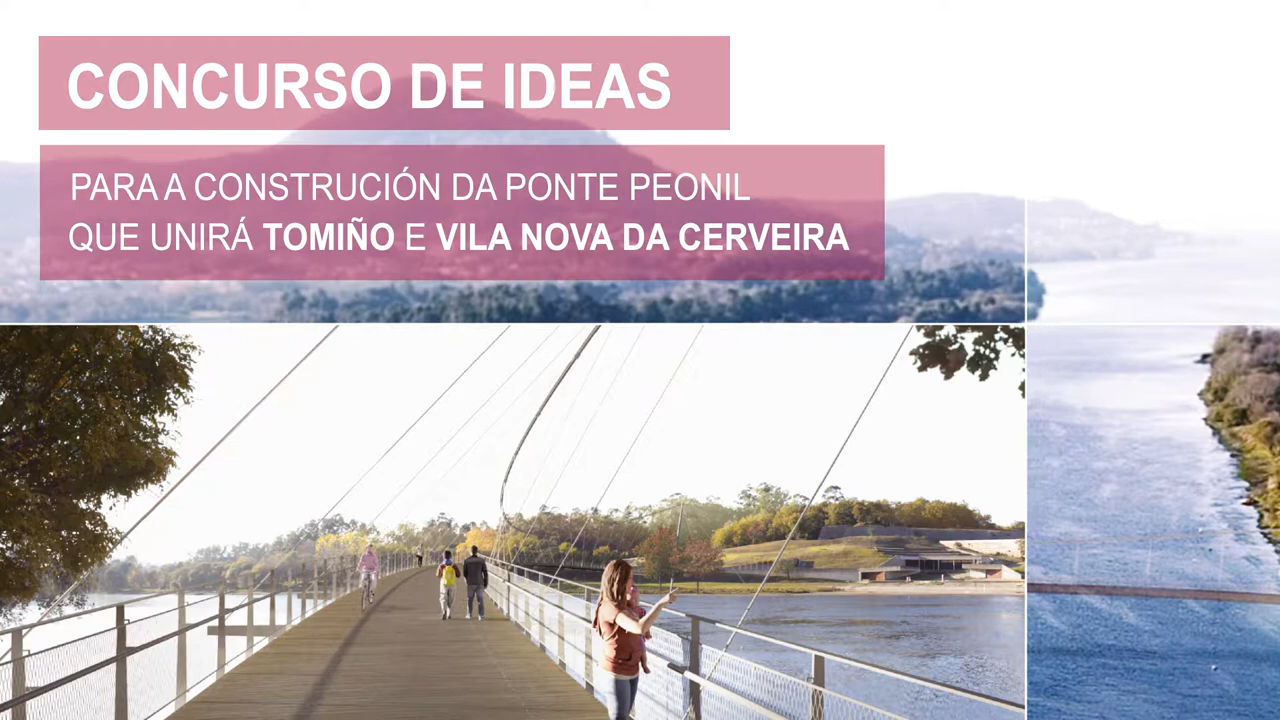 CONCURSO DE IDEAS
PARA A CONSTRUCIÓN DA PONTE PEONIL
QUE UNIRÁ TOMIÑO E VILA NOVA DA CERVEIRA